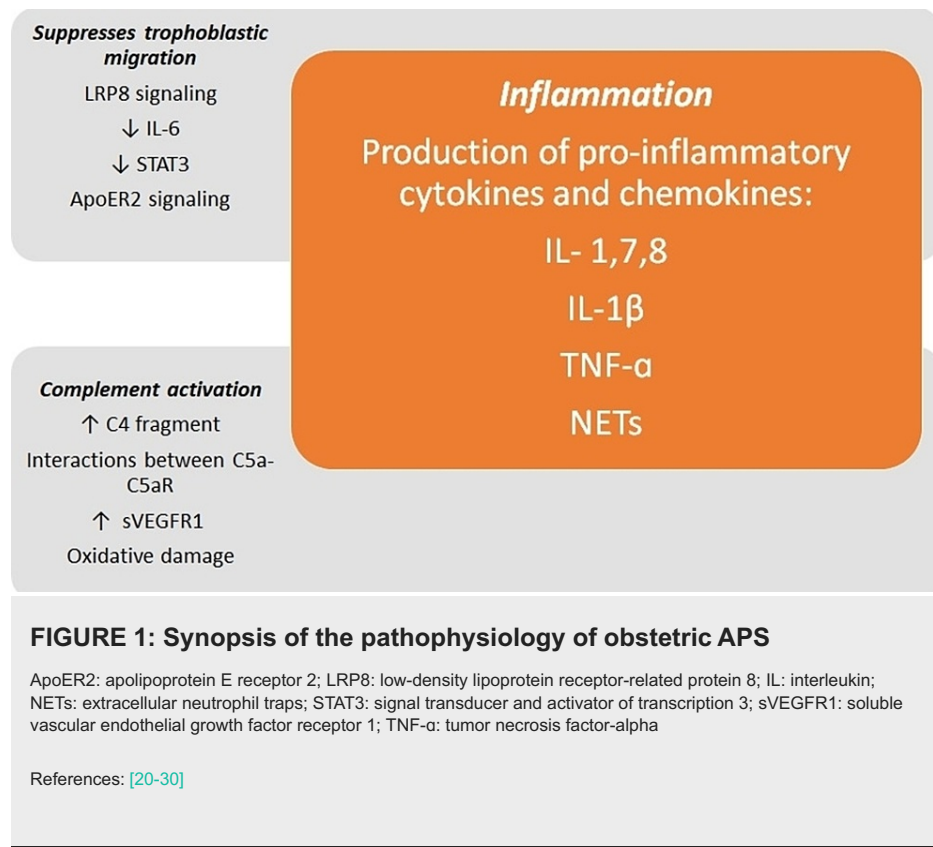 Suppresses trophoblastic
migration
LRP8 signaling
↓ IL-6
↓ STAT3
ApoER2 signaling
Inflammation
Production of pro-inflammatory
cytokines and chemokines:
IL- 1,7,8
IL-1β
TNF-α
NETs
Complement activation
↑ C4 fragment
Interactions between C5a-
C5aR
↑ sVEGFR1
Oxidative damage
FIGURE 1: Synopsis of the pathophysiology of obstetric APS
ApoER2: apolipoprotein E receptor 2; LRP8: low-density lipoprotein receptor-related protein 8; IL: interleukin;
NETs: extracellular neutrophil traps; STAT3: signal transducer and activator of transcription 3; sVEGFR1: soluble
vascular endothelial growth factor receptor 1; TNF-α: tumor necrosis factor-alpha
References: [20-30]